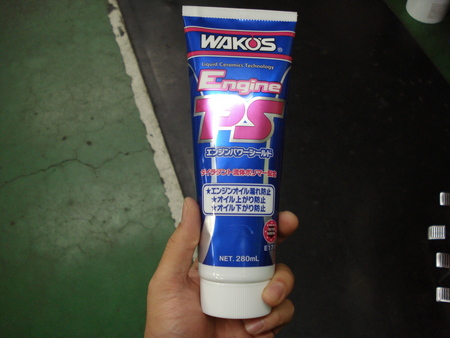 WAKO'S®
Liquid Ceramics Technology
Engine
PS
エンジンパワーシールド
★エンジンオイル漏れ防止
★オイル上がり防止
★オイル下がり防止
NET. 280mL